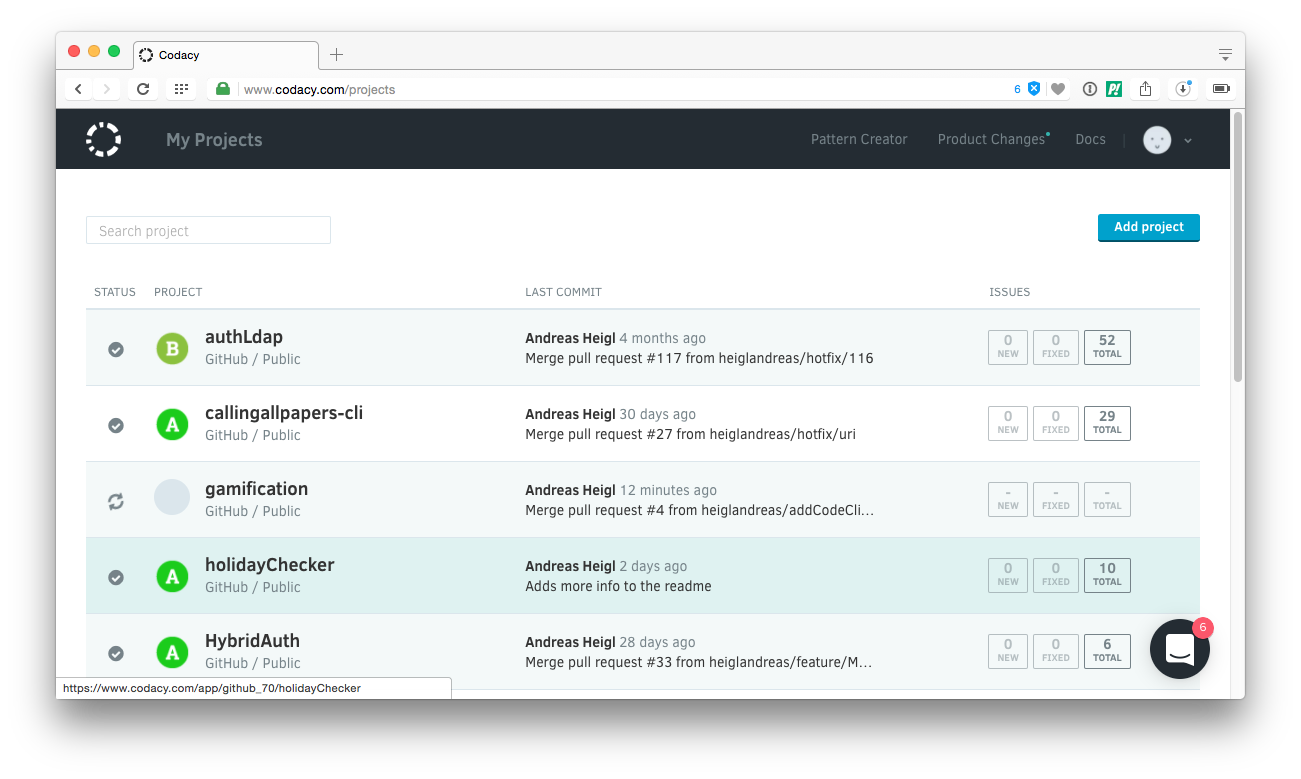 Codacy
www.codacy.com/projects
6
My Projects
Pattern Creator
Product Changes
Docs
Search project
Add project
STATUS
PROJECT
LAST COMMIT
ISSUES
B
authLdap
GitHub / Public
Andreas Heigl 4 months ago
Merge pull request #117 from heiglandreas/hotfix/116
0 NEW
0 FIXED
52 TOTAL
A
callingallpapers-cli
GitHub / Public
Andreas Heigl 30 days ago
Merge pull request #27 from heiglandreas/hotfix/uri
0 NEW
0 FIXED
29 TOTAL
gamification
GitHub / Public
Andreas Heigl 12 minutes ago
Merge pull request #4 from heiglandreas/addCodeCli...
- NEW
- FIXED
- TOTAL
A
holidayChecker
GitHub / Public
Andreas Heigl 2 days ago
Adds more info to the readme
0 NEW
0 FIXED
10 TOTAL
A
HybridAuth
GitHub / Public
Andreas Heigl 28 days ago
Merge pull request #33 from heiglandreas/feature/M...
0 NEW
0 FIXED
6 TOTAL
6
https://www.codacy.com/app/github_70/holidayChecker